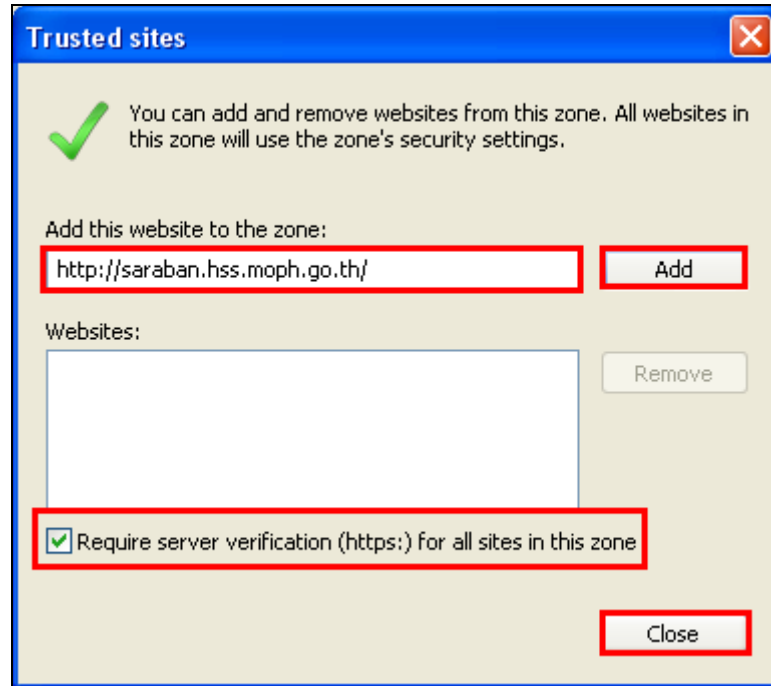 Trusted sites
You can add and remove websites from this zone. All websites in
this zone will use the zone's security settings.
Add this website to the zone:
http://saraban.hss.moph.go.th/
Add
Websites:
Remove
Require server verification (https:) for all sites in this zone
Close